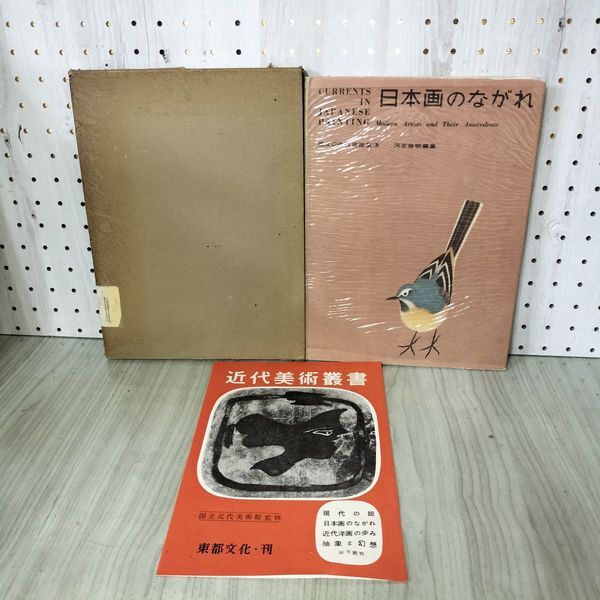 CURRENTS
IN
JAPANESE
PAINTING
日本画のながれ
Modern Artists and Their Antecedents
河北倫明編集
近代美術叢書
国立近代美術館監修
東都文化・刊
現代の眼
日本画のながれ
近代洋画の歩み
抽象と幻想
以下続刊